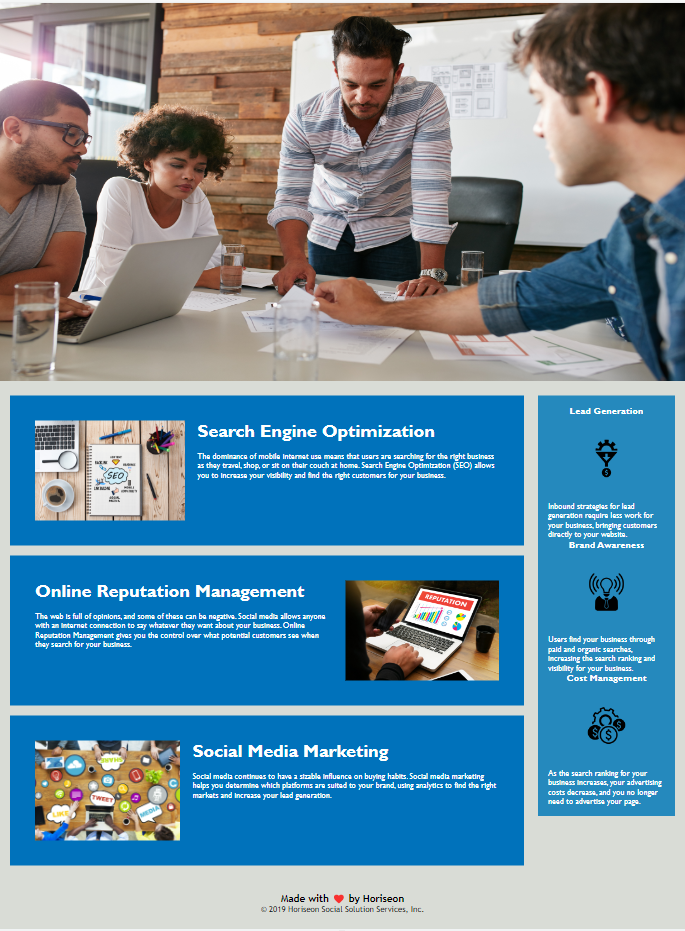 Search Engine Optimization
The dominance of mobile internet use means that users are searching for the right business
as they travel, shop, or sit on their couch at home. Search Engine Optimization (SEO) allows
you to increase your visibility and find the right customers for your business.
SEO
Online Reputation Management
The web is full of opinions, and some of these can be negative. Social media allows anyone
with an internet connection to say whatever they want about your business. Online
Reputation Management gives you the control over what potential customers see when
they search for your business.
REPUTATION
Social Media Marketing
Social media continues to have a sizable influence on buying habits. Social media marketing
helps you determine which platforms are suited to your brand, using analytics to find the right
markets and increase your lead generation.
TWEET
LIKE
MEDIA
Lead Generation
Inbound strategies for lead
generation require less work for
your business, bringing customers
directly to your website.
Brand Awareness
Users find your business through
paid and organic searches,
increasing the search ranking and
visibility for your business.
Cost Management
As the search ranking for your
business increases, your advertising
costs decrease, and you no longer
need to advertise your page.
Made with ❤️ by Horiseon
© 2019 Horiseon Social Solution Services, Inc.